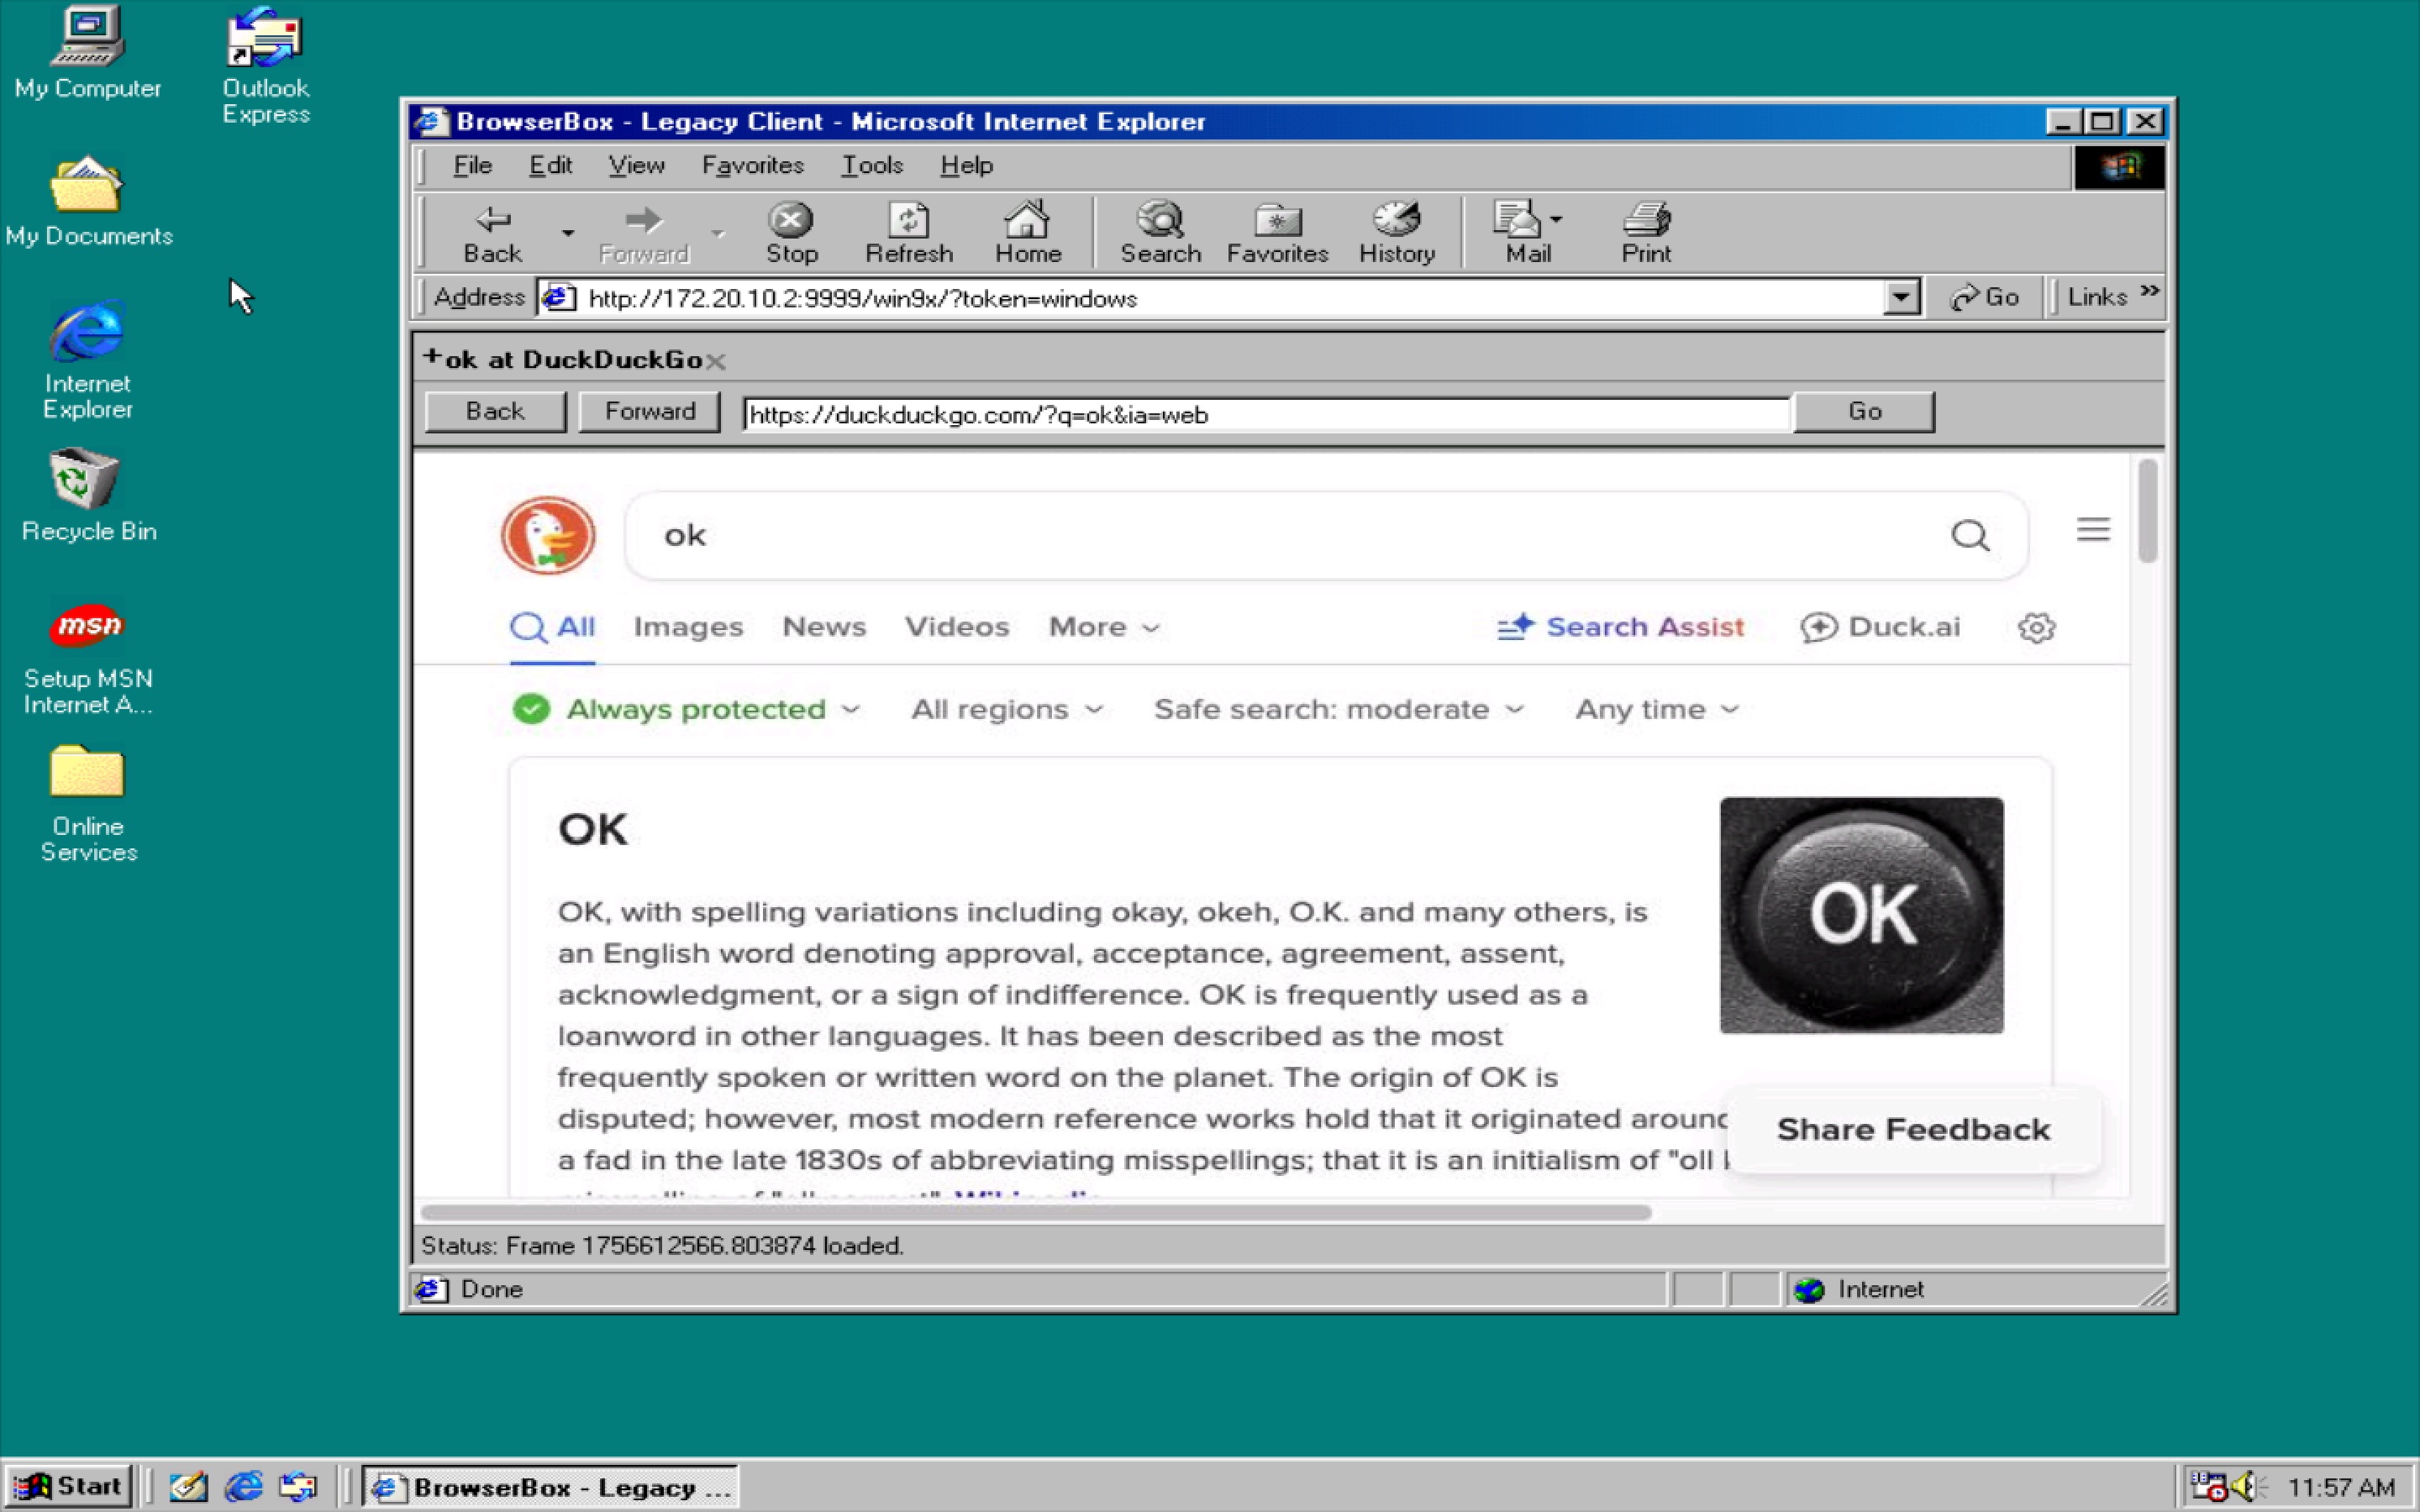 My Computer
Outlook
Express
My Documents
Internet
Explorer
Recycle Bin
msn
Setup MSN
Internet A...
Online
Services
BrowserBox - Legacy Client - Microsoft Internet Explorer
File Edit View Favorites Tools Help
Back Forward Stop Refresh Home Search Favorites History Mail Print
Address http://172.20.10.2:9999/win9x/?token=windows Go Links »
+ok at DuckDuckGo×
Back Forward https://duckduckgo.com/?q=ok&ia=web Go
ok
All Images News Videos More Search Assist Duck.ai
Always protected All regions Safe search: moderate Any time
OK
OK
OK, with spelling variations including okay, okeh, O.K. and many others, is
an English word denoting approval, acceptance, agreement, assent,
acknowledgment, or a sign of indifference. OK is frequently used as a
loanword in other languages. It has been described as the most
frequently spoken or written word on the planet. The origin of OK is
disputed; however, most modern reference works hold that it originated around
a fad in the late 1830s of abbreviating misspellings; that it is an initialism of "oll
Share Feedback
Status: Frame 1756612566.803874 loaded.
Done Internet
Start BrowserBox - Legacy ... 11:57 AM